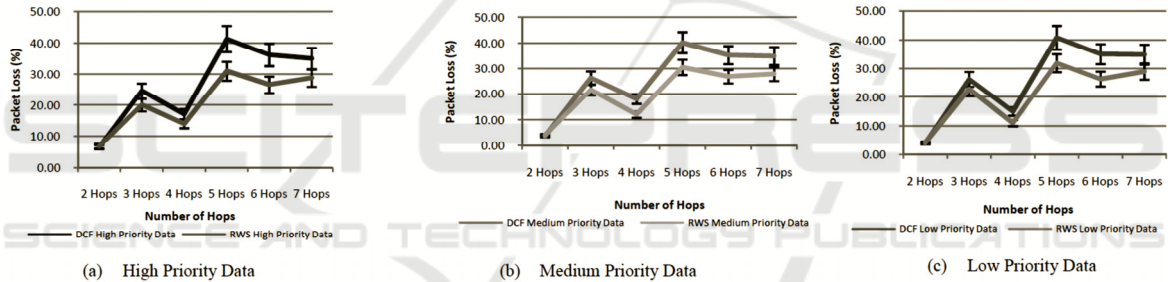 50.00
40.00
30.00
20.00
10.00
0.00
Packet Loss (%)
2 Hops 3 Hops 4 Hops 5 Hops 6 Hops 7 Hops
Number of Hops
DCF High Priority Data RWS High Priority Data
(a) High Priority Data
50.00
40.00
30.00
20.00
10.00
0.00
Packet Loss (%)
2 Hops 3 Hops 4 Hops 5 Hops 6 Hops 7 Hops
Number of Hops
DCF Medium Priority Data RWS Medium Priority Data
(b) Medium Priority Data
50.00
40.00
30.00
20.00
10.00
0.00
Packet Loss (%)
2 Hops 3 Hops 4 Hops 5 Hops 6 Hops 7 Hops
Number of Hops
DCF Low Priority Data RWS Low Priority Data
(c) Low Priority Data
SCITEPRESS
SCIENCE AND TECHNOLOGY PUBLICATIONS